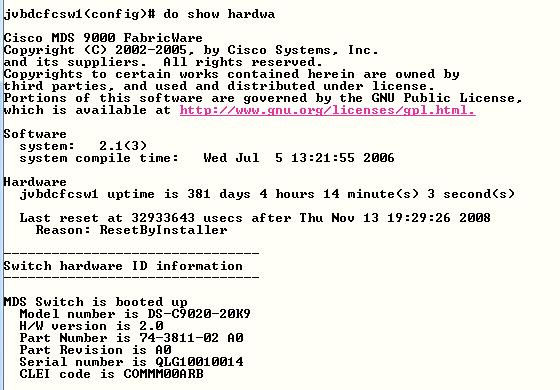 jvbdcfcsw1(config)# do show hardwa
Cisco MDS 9000 FabricWare
Copyright (C) 2002-2005, by Cisco Systems, Inc.
and its suppliers.  All rights reserved.
Copyrights to certain works contained herein are owned by
third parties, and used and distributed under license.
Portions of this software are governed by the GNU Public License,
which is available at http://www.gnu.org/licenses/gpl.html.
Software
  system:   2.1(3)
  system compile time:   Wed Jul  5 13:21:55 2006
Hardware
  jvbdcfcsw1 uptime is 381 days 4 hours 14 minute(s) 3 second(s)
  Last reset at 32933643 usecs after Thu Nov 13 19:29:26 2008
    Reason: ResetByInstaller
--------------------------------
Switch hardware ID information
--------------------------------
MDS Switch is booted up
  Model number is DS-C9020-20K9
  H/W version is 2.0
  Part Number is 74-3811-02 A0
  Part Revision is A0
  Serial number is QLG10010014
  CLEI code is COMMM00ARB